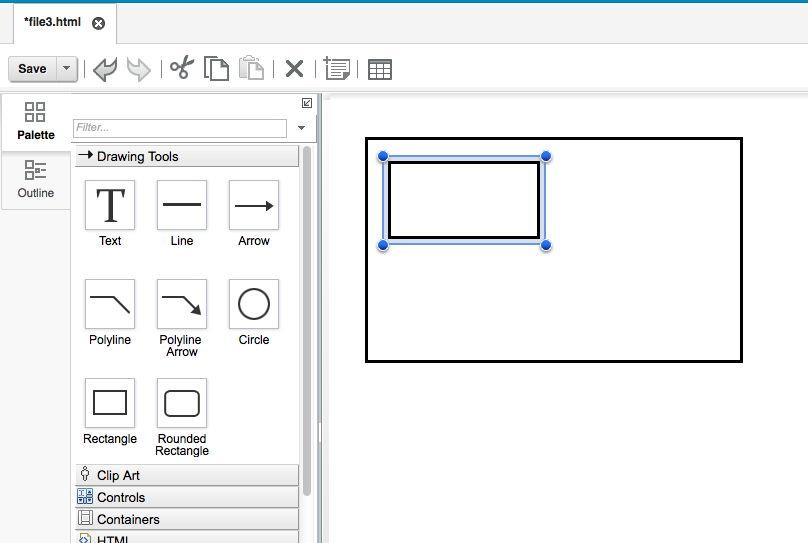 *file3.html
Save
Palette
Outline
Filter...
Drawing Tools
T
Text
Line
Arrow
Polyline
Polyline
Arrow
Circle
Rectangle
Rounded
Rectangle
Clip Art
Controls
Containers
HTML